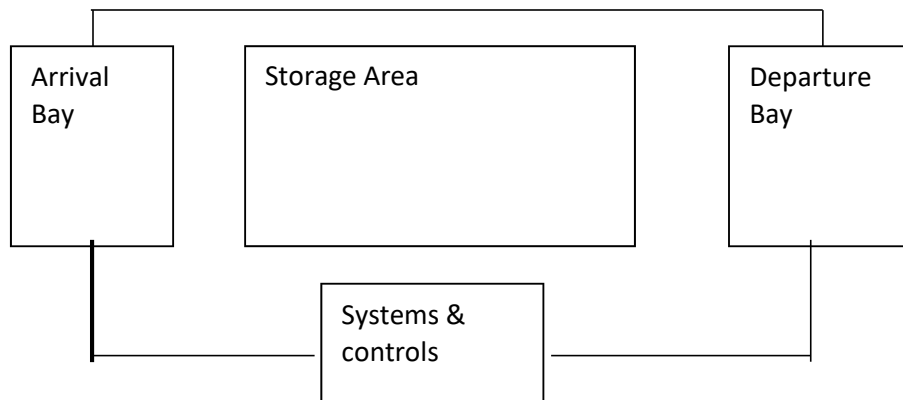 Arrival
Bay
Storage Area
Departure
Bay
Systems &
controls